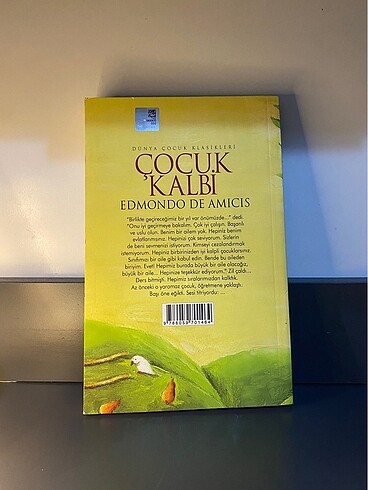 DÜNYA ÇOCUK KLASİKLERİ
ÇOCUK
KALBİ
EDMONDO DE AMICIS
"Birlikte geçireceğimiz bir yıl var önümüzde..." dedi.
"Onu iyi geçirmeye bakalım. Çok iyi çalışın. Başarılı
ve uslu olun. Benim bir ailem yok. Hepiniz benim
evlatlarımsınız. Hepinizi çok seviyorum. Sizlerin
de beni sevmenizi istiyorum. Kimseyi cezalandırmak
istemiyorum. Hepiniz birbirinizden iyi kalpli çocuklarsınız.
Sınıfımızı bir aile gibi kabul edin. Bende bu aileden
biriyim. Evet! Hepimiz burada büyük bir aile olacağız,
büyük bir aile... Hepinize teşekkür ediyorum." Zil çaldı...
Ders bitmişti. Hepimiz sıralarımızdan kalktık.
Az önceki o yaramaz çocuk, öğretmene yaklaştı.
Başı öne eğikti. Sesi titriyordu: ...
9786059701464